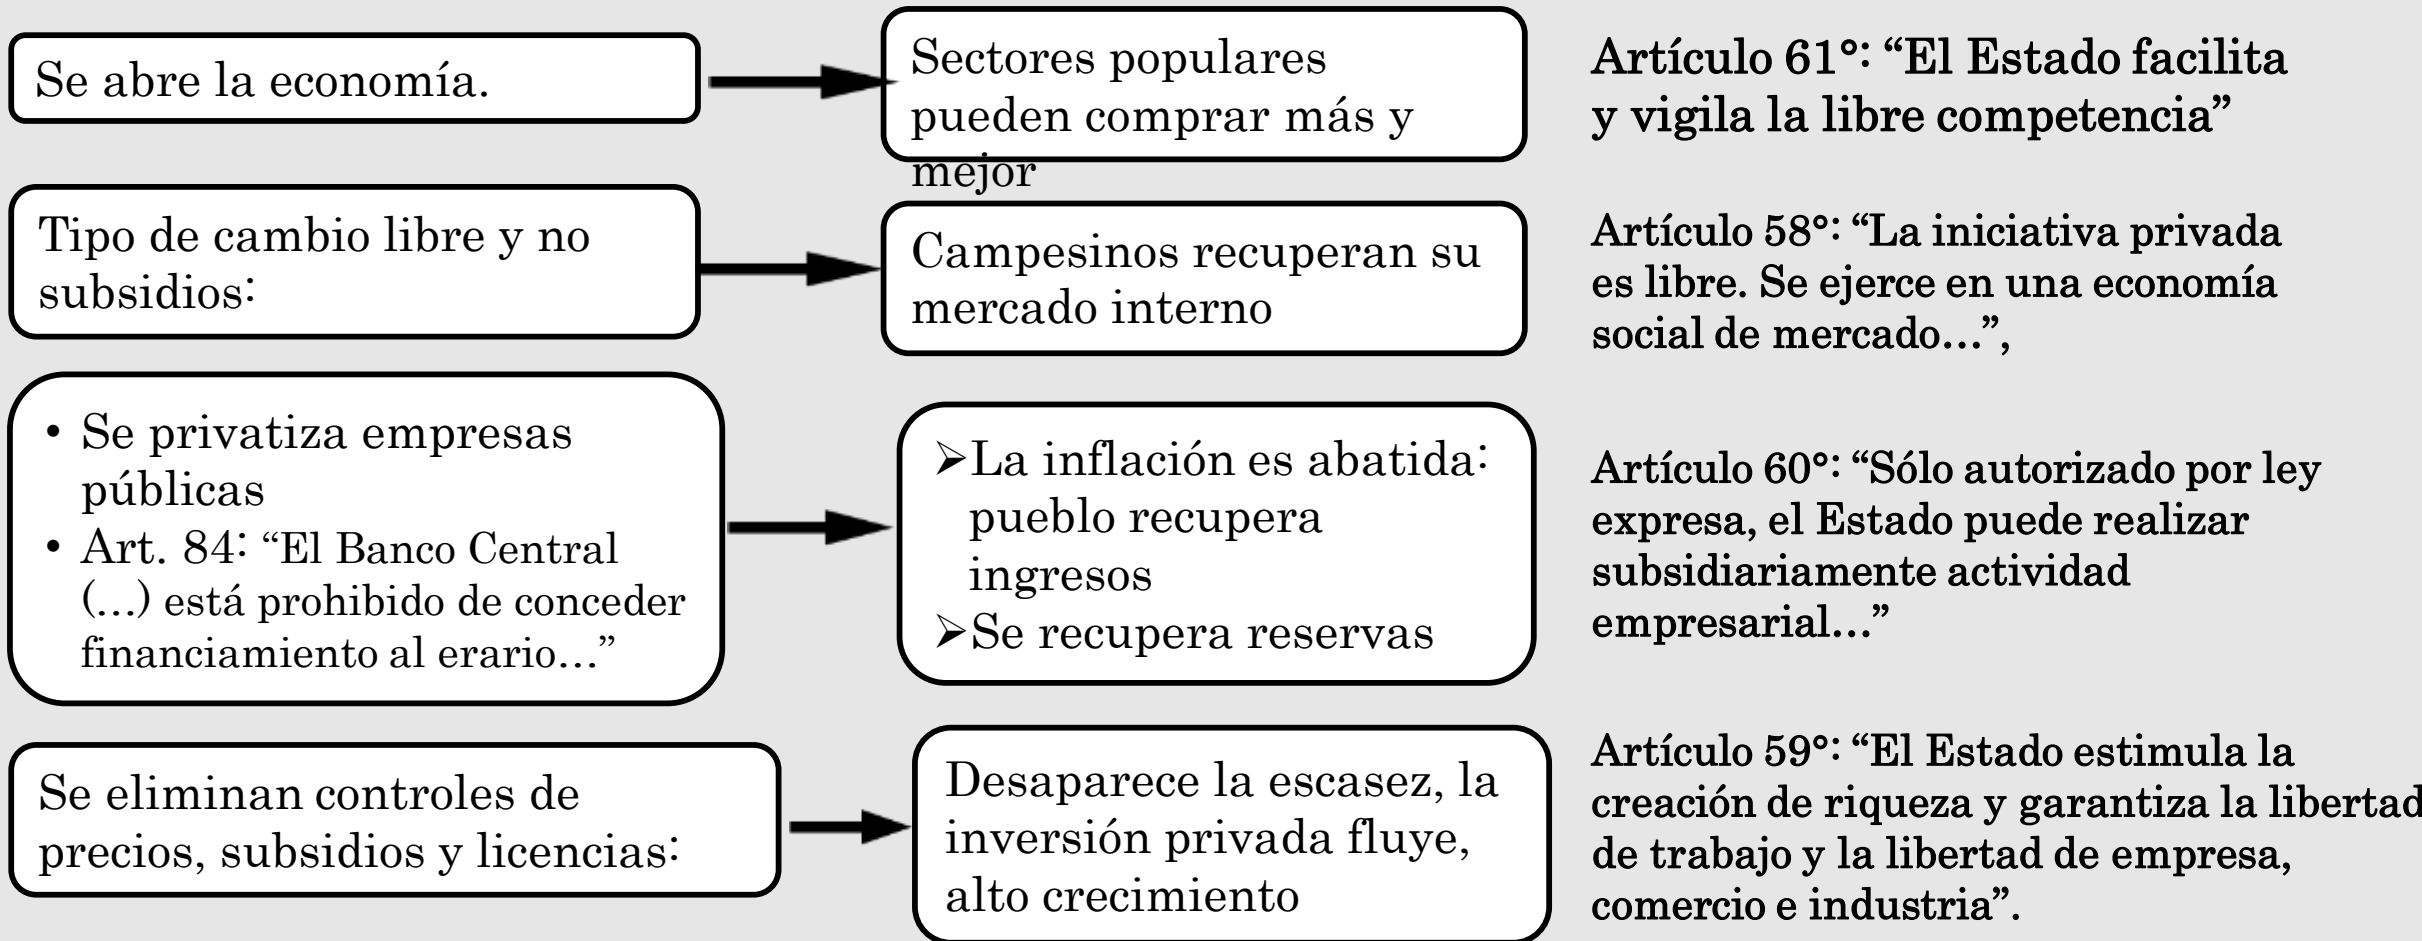 Se abre la economía.
Sectores populares
pueden comprar más y
mejor
Artículo 61°: “El Estado facilita
y vigila la libre competencia”
Tipo de cambio libre y no
subsidios:
Campesinos recuperan su
mercado interno
Artículo 58°: “La iniciativa privada
es libre. Se ejerce en una economía
social de mercado…”,
• Se privatiza empresas
públicas
• Art. 84: “El Banco Central
(…) está prohibido de conceder
financiamiento al erario…”
➢La inflación es abatida:
pueblo recupera
ingresos
➢Se recupera reservas
Artículo 60°: “Sólo autorizado por ley
expresa, el Estado puede realizar
subsidiariamente actividad
empresarial…”
Se eliminan controles de
precios, subsidios y licencias:
Desaparece la escasez, la
inversión privada fluye,
alto crecimiento
Artículo 59°: “El Estado estimula la
creación de riqueza y garantiza la libertad
de trabajo y la libertad de empresa,
comercio e industria”.